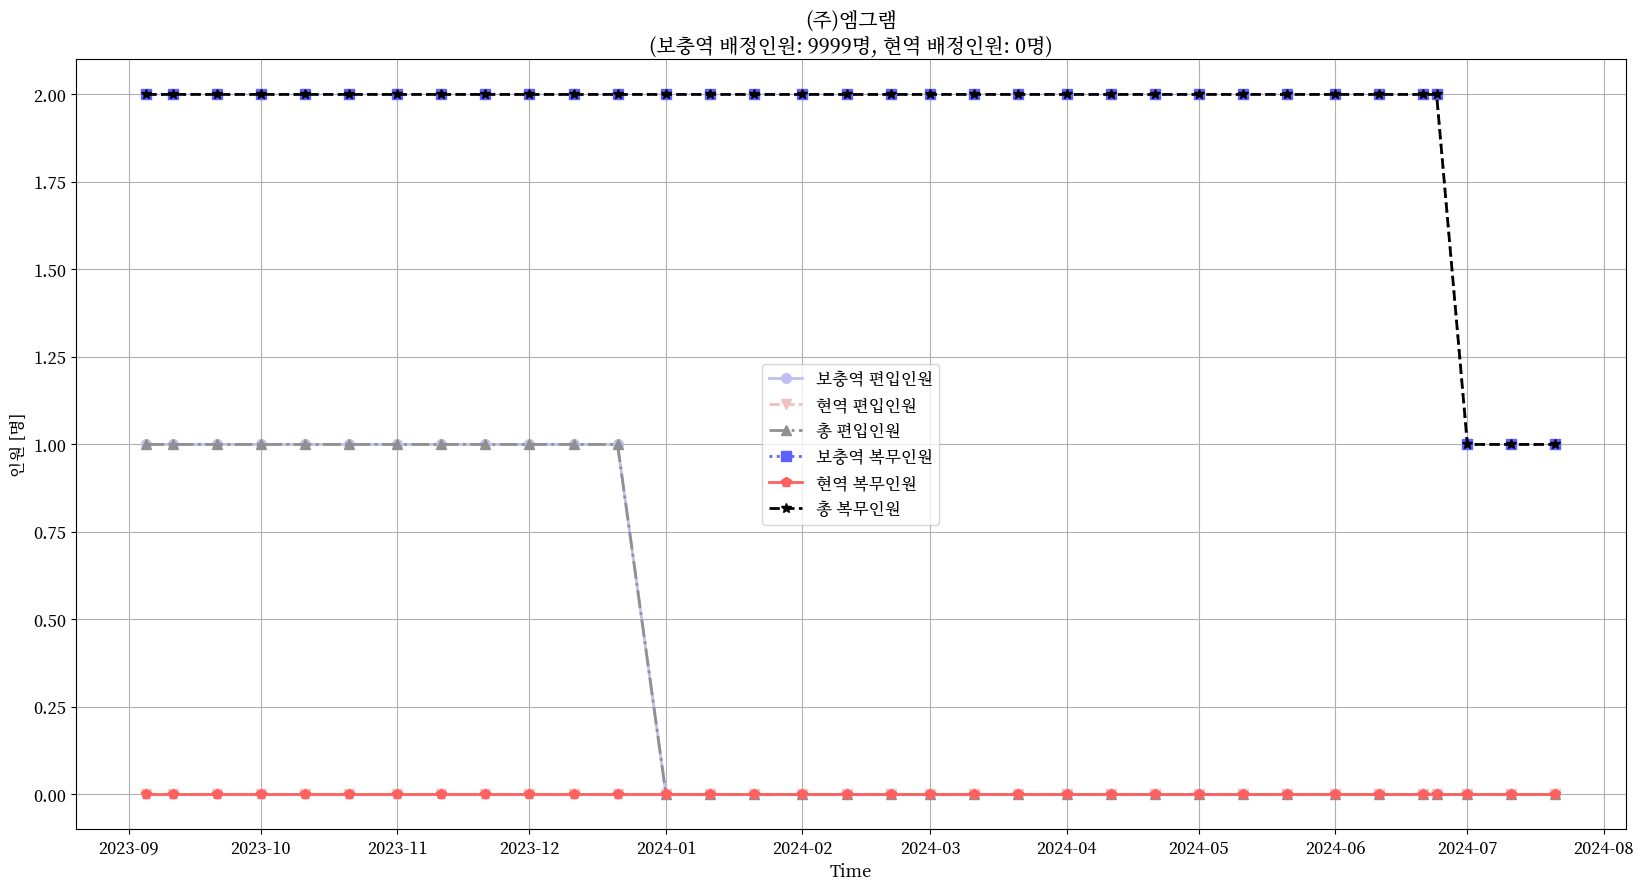 (주)엠그램
(보충역 배정인원: 9999명, 현역 배정인원: 0명)
인원 [명]
2.00
1.75
1.50
1.25
1.00
0.75
0.50
0.25
0.00
보충역 편입인원
현역 편입인원
총 편입인원
보충역 복무인원
현역 복무인원
총 복무인원
2023-09 2023-10 2023-11 2023-12 2024-01 2024-02 2024-03 2024-04 2024-05 2024-06 2024-07 2024-08
Time